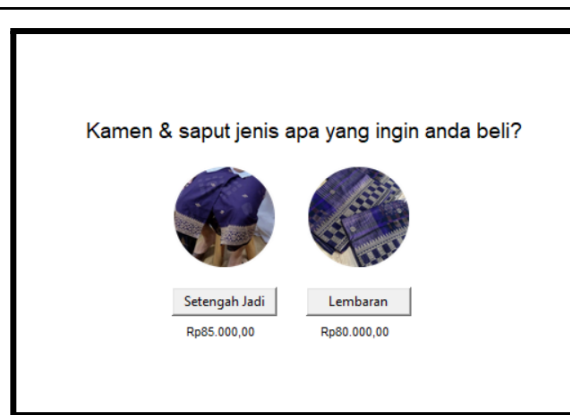 Kamen & saput jenis apa yang ingin anda beli?
Setengah Jadi Lembaran
Rp85.000,00 Rp80.000,00